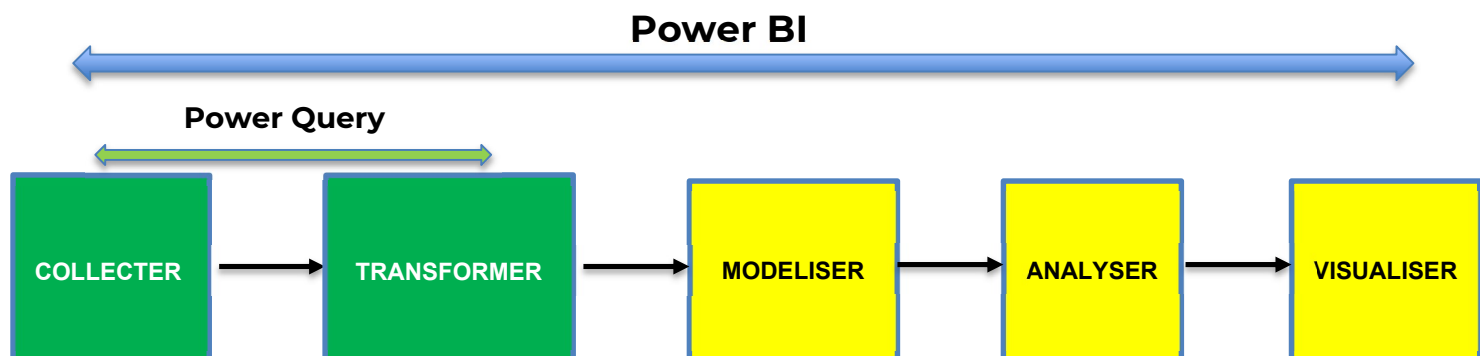 Power BI
Power Query
COLLECTER
TRANSFORMER
MODELISER
ANALYSER
VISUALISER